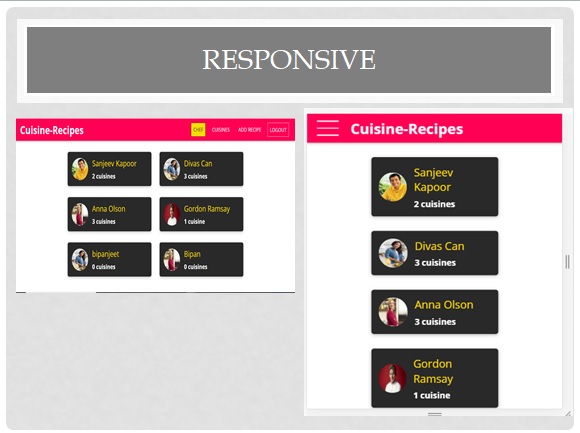 RESPONSIVE
Cuisine-Recipes
CHEF CUISINES ADD RECIPE LOGOUT
Sanjeev Kapoor
2 cuisines
Divas Can
3 cuisines
Anna Olson
3 cuisines
Gordon Ramsay
1 cuisine
bipanjeet
0 cuisines
Bipan
0 cuisines
Cuisine-Recipes
Sanjeev
Kapoor
2 cuisines
Divas Can
3 cuisines
Anna Olson
3 cuisines
Gordon
Ramsay
1 cuisine